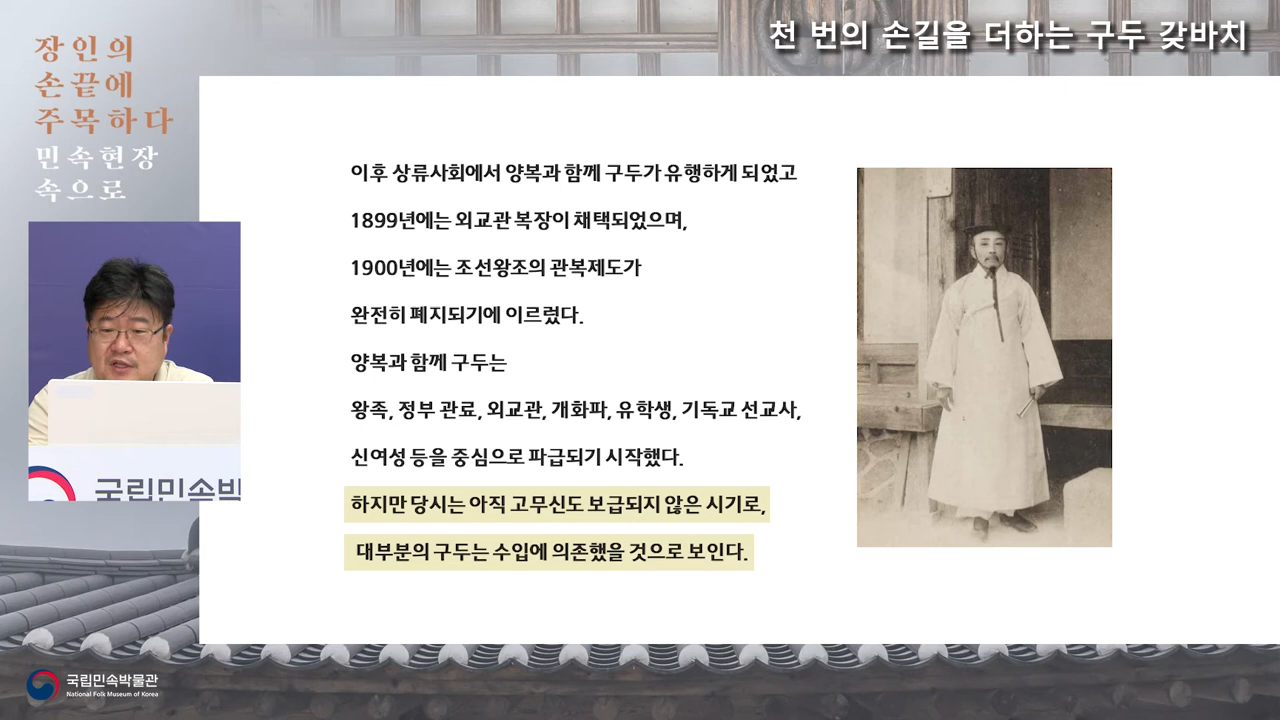 천 번의 손길을 더하는 구두 갖바치
장인의
손끝에
주목하다
민속현장
속으로
이후 상류사회에서 양복과 함께 구두가 유행하게 되었고
1899년에는 외교관 복장이 채택되었으며,
1900년에는 조선왕조의 관복제도가
완전히 폐지되기에 이르렀다.
양복과 함께 구두는
왕족, 정부 관료, 외교관, 개화파, 유학생, 기독교 선교사,
신여성 등을 중심으로 파급되기 시작했다.
하지만 당시는 아직 고무신도 보급되지 않은 시기로,
대부분의 구두는 수입에 의존했을 것으로 보인다.
국립민속박
국립민속박물관
National Folk Museum of Korea